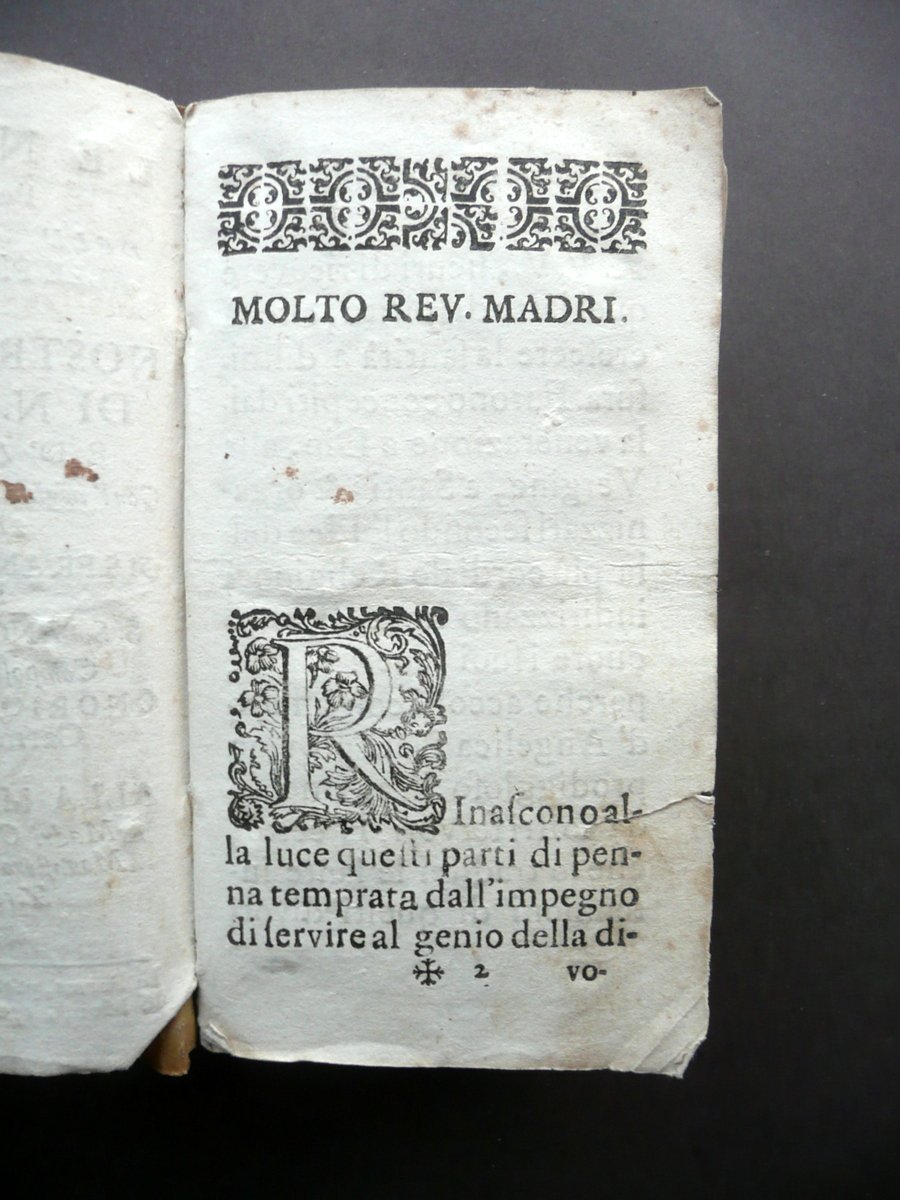 MOLTO REV. MADRI.
RInaſcono al-
la luce queſti parti di pen-
na temprata dall'impegno
di ſervire al genio della di-
✠ 2 vo-